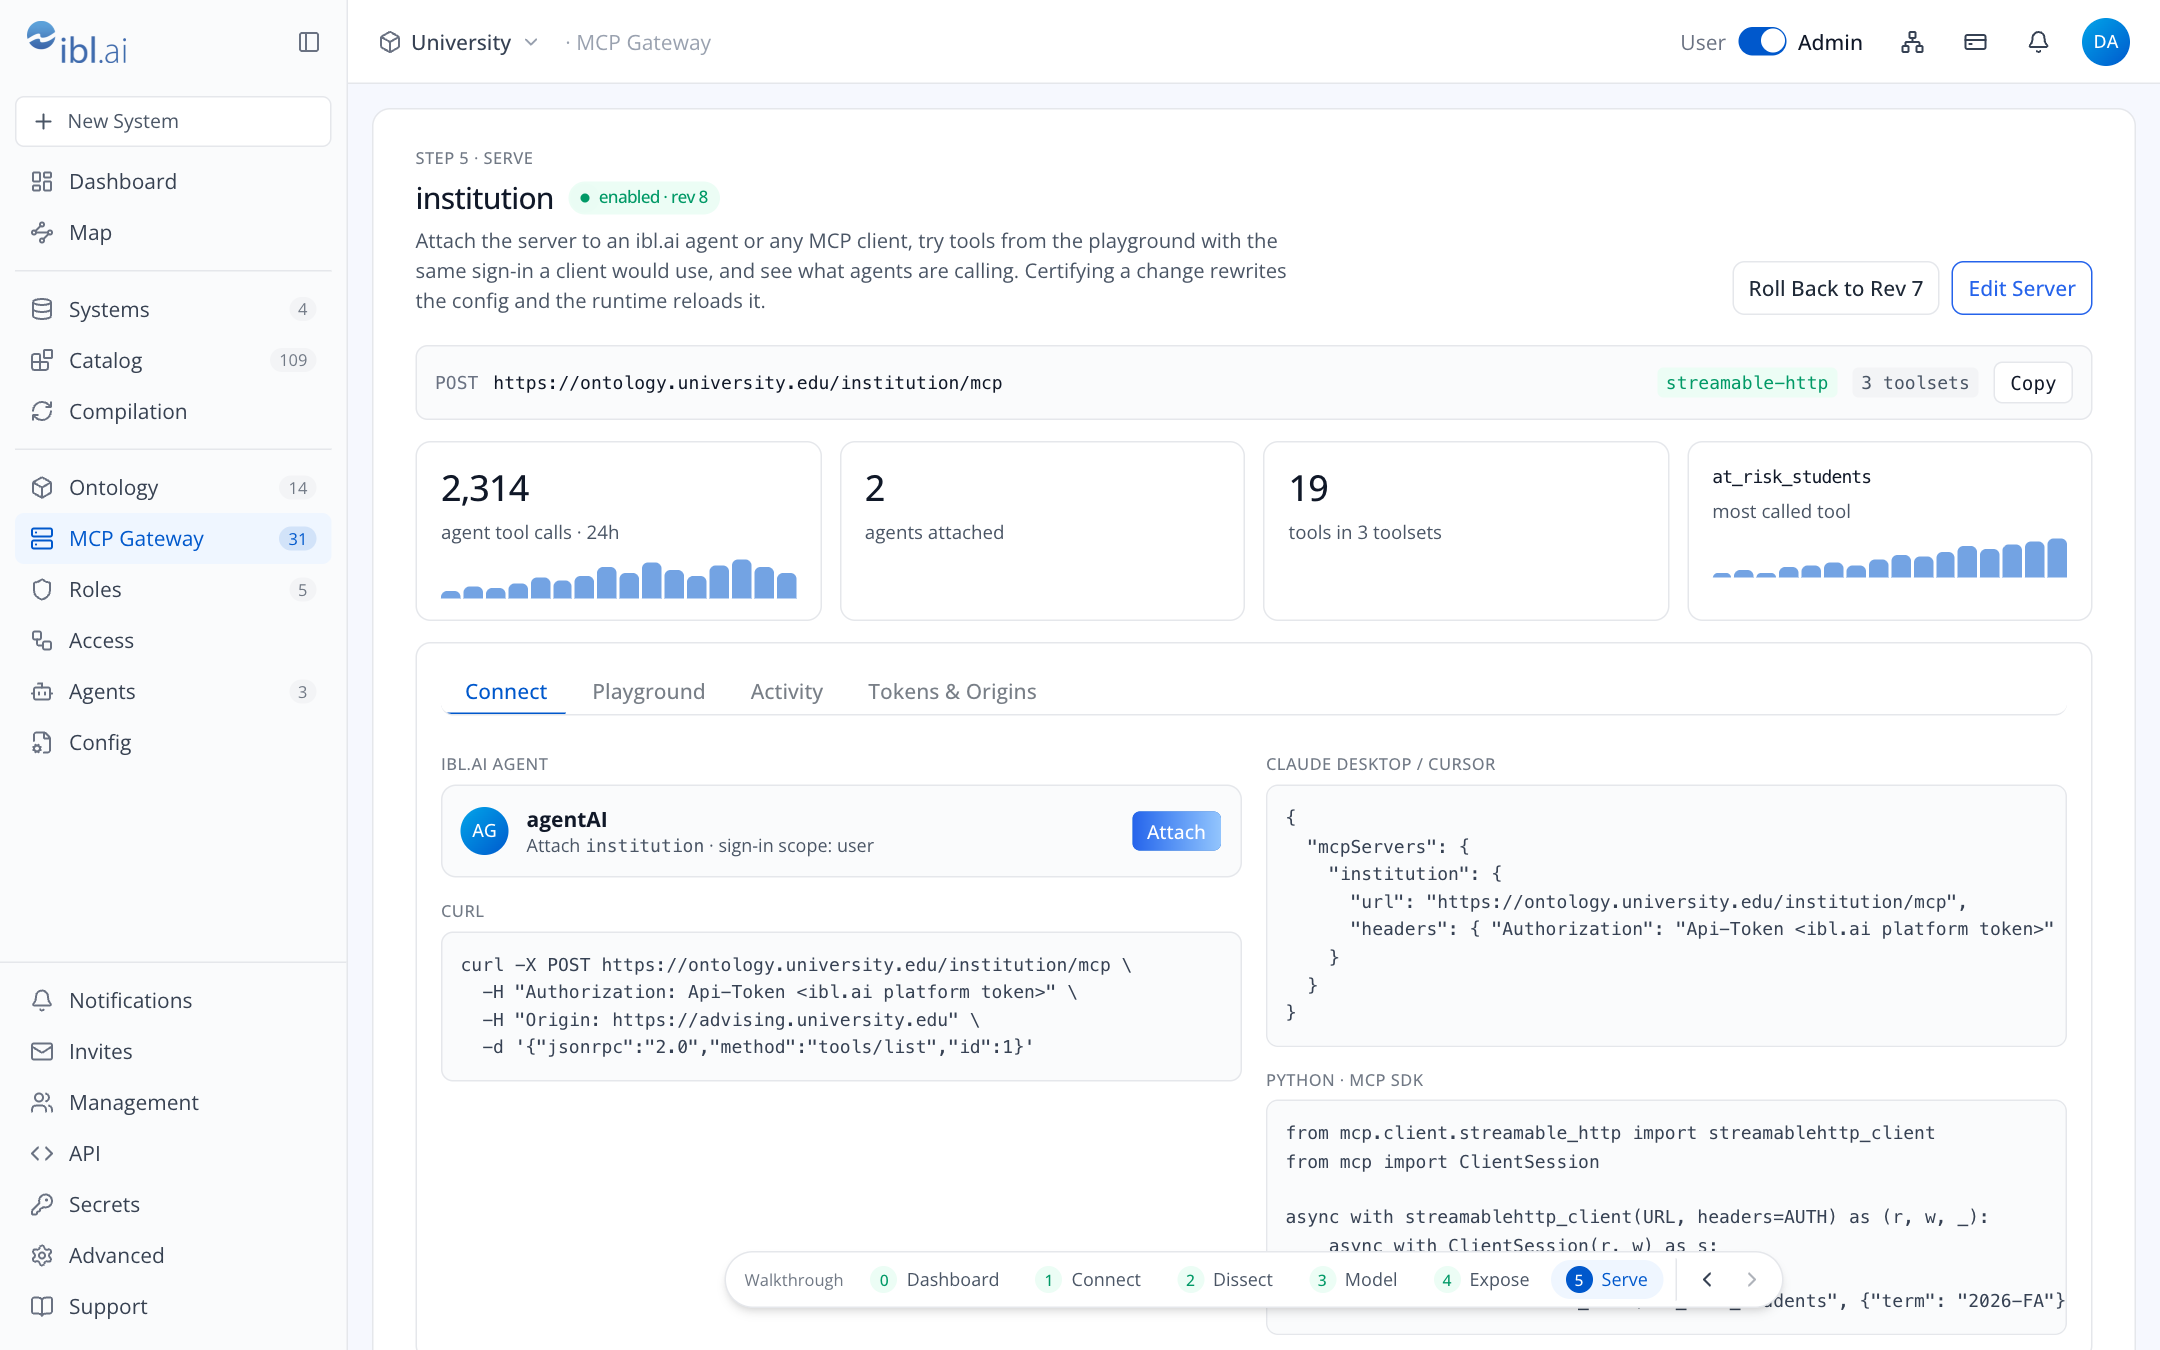 ibl.ai
New System
Dashboard
Map
Systems 4
Catalog 109
Compilation
Ontology 14
MCP Gateway 31
Roles 5
Access
Agents 3
Config
Notifications
Invites
Management
API
Secrets
Advanced
Support
University · MCP Gateway
User Admin DA
STEP 5 · SERVE
institution enabled · rev 8
Attach the server to an ibl.ai agent or any MCP client, try tools from the playground with the
same sign-in a client would use, and see what agents are calling. Certifying a change rewrites
the config and the runtime reloads it.
Roll Back to Rev 7 Edit Server
POST https://ontology.university.edu/institution/mcp streamable-http 3 toolsets Copy
2,314
agent tool calls · 24h
2
agents attached
19
tools in 3 toolsets
at_risk_students
most called tool
Connect Playground Activity Tokens & Origins
IBL.AI AGENT
AG agentAI
Attach institution · sign-in scope: user
Attach
CURL
curl -X POST https://ontology.university.edu/institution/mcp \
-H "Authorization: Api-Token <ibl.ai platform token>" \
-H "Origin: https://advising.university.edu" \
-d '{"jsonrpc":"2.0","method":"tools/list","id":1}'
CLAUDE DESKTOP / CURSOR
{
"mcpServers": {
"institution": {
"url": "https://ontology.university.edu/institution/mcp",
"headers": { "Authorization": "Api-Token <ibl.ai platform token>"
}
}
}
PYTHON · MCP SDK
from mcp.client.streamable_http import streamablehttp_client
from mcp import ClientSession
async with streamablehttp_client(URL, headers=AUTH) as (r, w, _):
async with ClientSession(r, w) as s:
dents", {"term": "2026-FA"}
Walkthrough 0 Dashboard 1 Connect 2 Dissect 3 Model 4 Expose 5 Serve